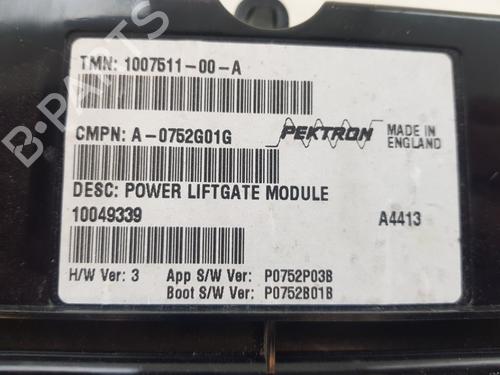 TMN: 1007511-00-A
CMPN: A-0752G01G
PEKTRON
MADE IN
ENGLAND
DESC: POWER LIFTGATE MODULE
10049339
A4413
H/W Ver: 3 App S/W Ver: P0752P03B
Boot S/W Ver: P0752B01B
B-PARTS